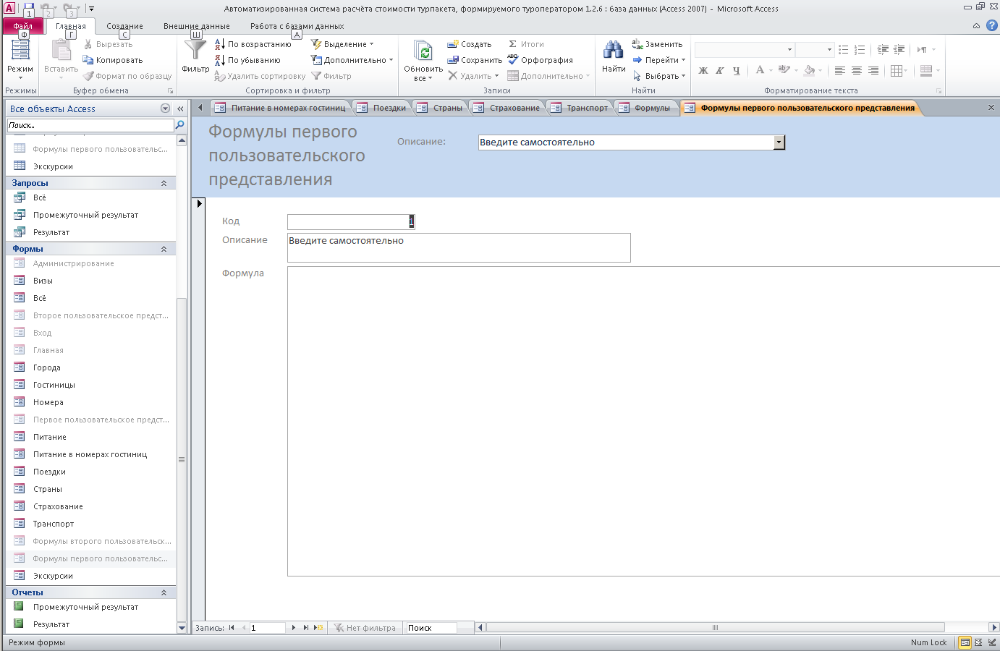 Автоматизированная система расчёта стоимости турпакета, формируемого туроператором 1.2.6 : база данных (Access 2007) - Microsoft Access
1 2 3
Файл Главная Создание Внешние данные Работа с базами данных
Ф Г С Ш А
Режим
Режимы
Вставить
Вырезать
Копировать
Формат по образцу
Буфер обмена
Фильтр
По возрастанию
По убыванию
Удалить сортировку
Выделение
Дополнительно
Фильтр
Сортировка и фильтр
Обновить
все
Создать
Сохранить
Удалить
Итоги
Орфография
Дополнительно
Записи
Найти
Заменить
Перейти
Выбрать
Найти
Ж К Ч А
Форматирование текста
Все объекты Access
Поиск...
Формулы первого пользовательс...
Экскурсии
Запросы
Всё
Промежуточный результат
Результат
Формы
Администрирование
Визы
Всё
Второе пользовательское предст...
Вход
Главная
Города
Гостиницы
Номера
Первое пользовательское предст...
Питание
Питание в номерах гостиниц
Поездки
Страны
Страхование
Транспорт
Формулы второго пользовательск...
Формулы первого пользовательс...
Экскурсии
Отчеты
Промежуточный результат
Результат
Питание в номерах гостиниц Поездки Страны Страхование Транспорт Формулы Формулы первого пользовательского представления
Формулы первого
пользовательского
представления
Описание: Введите самостоятельно
Код 1
Описание Введите самостоятельно
Формула
Запись: 1 Нет фильтра Поиск
Режим формы Num Lock